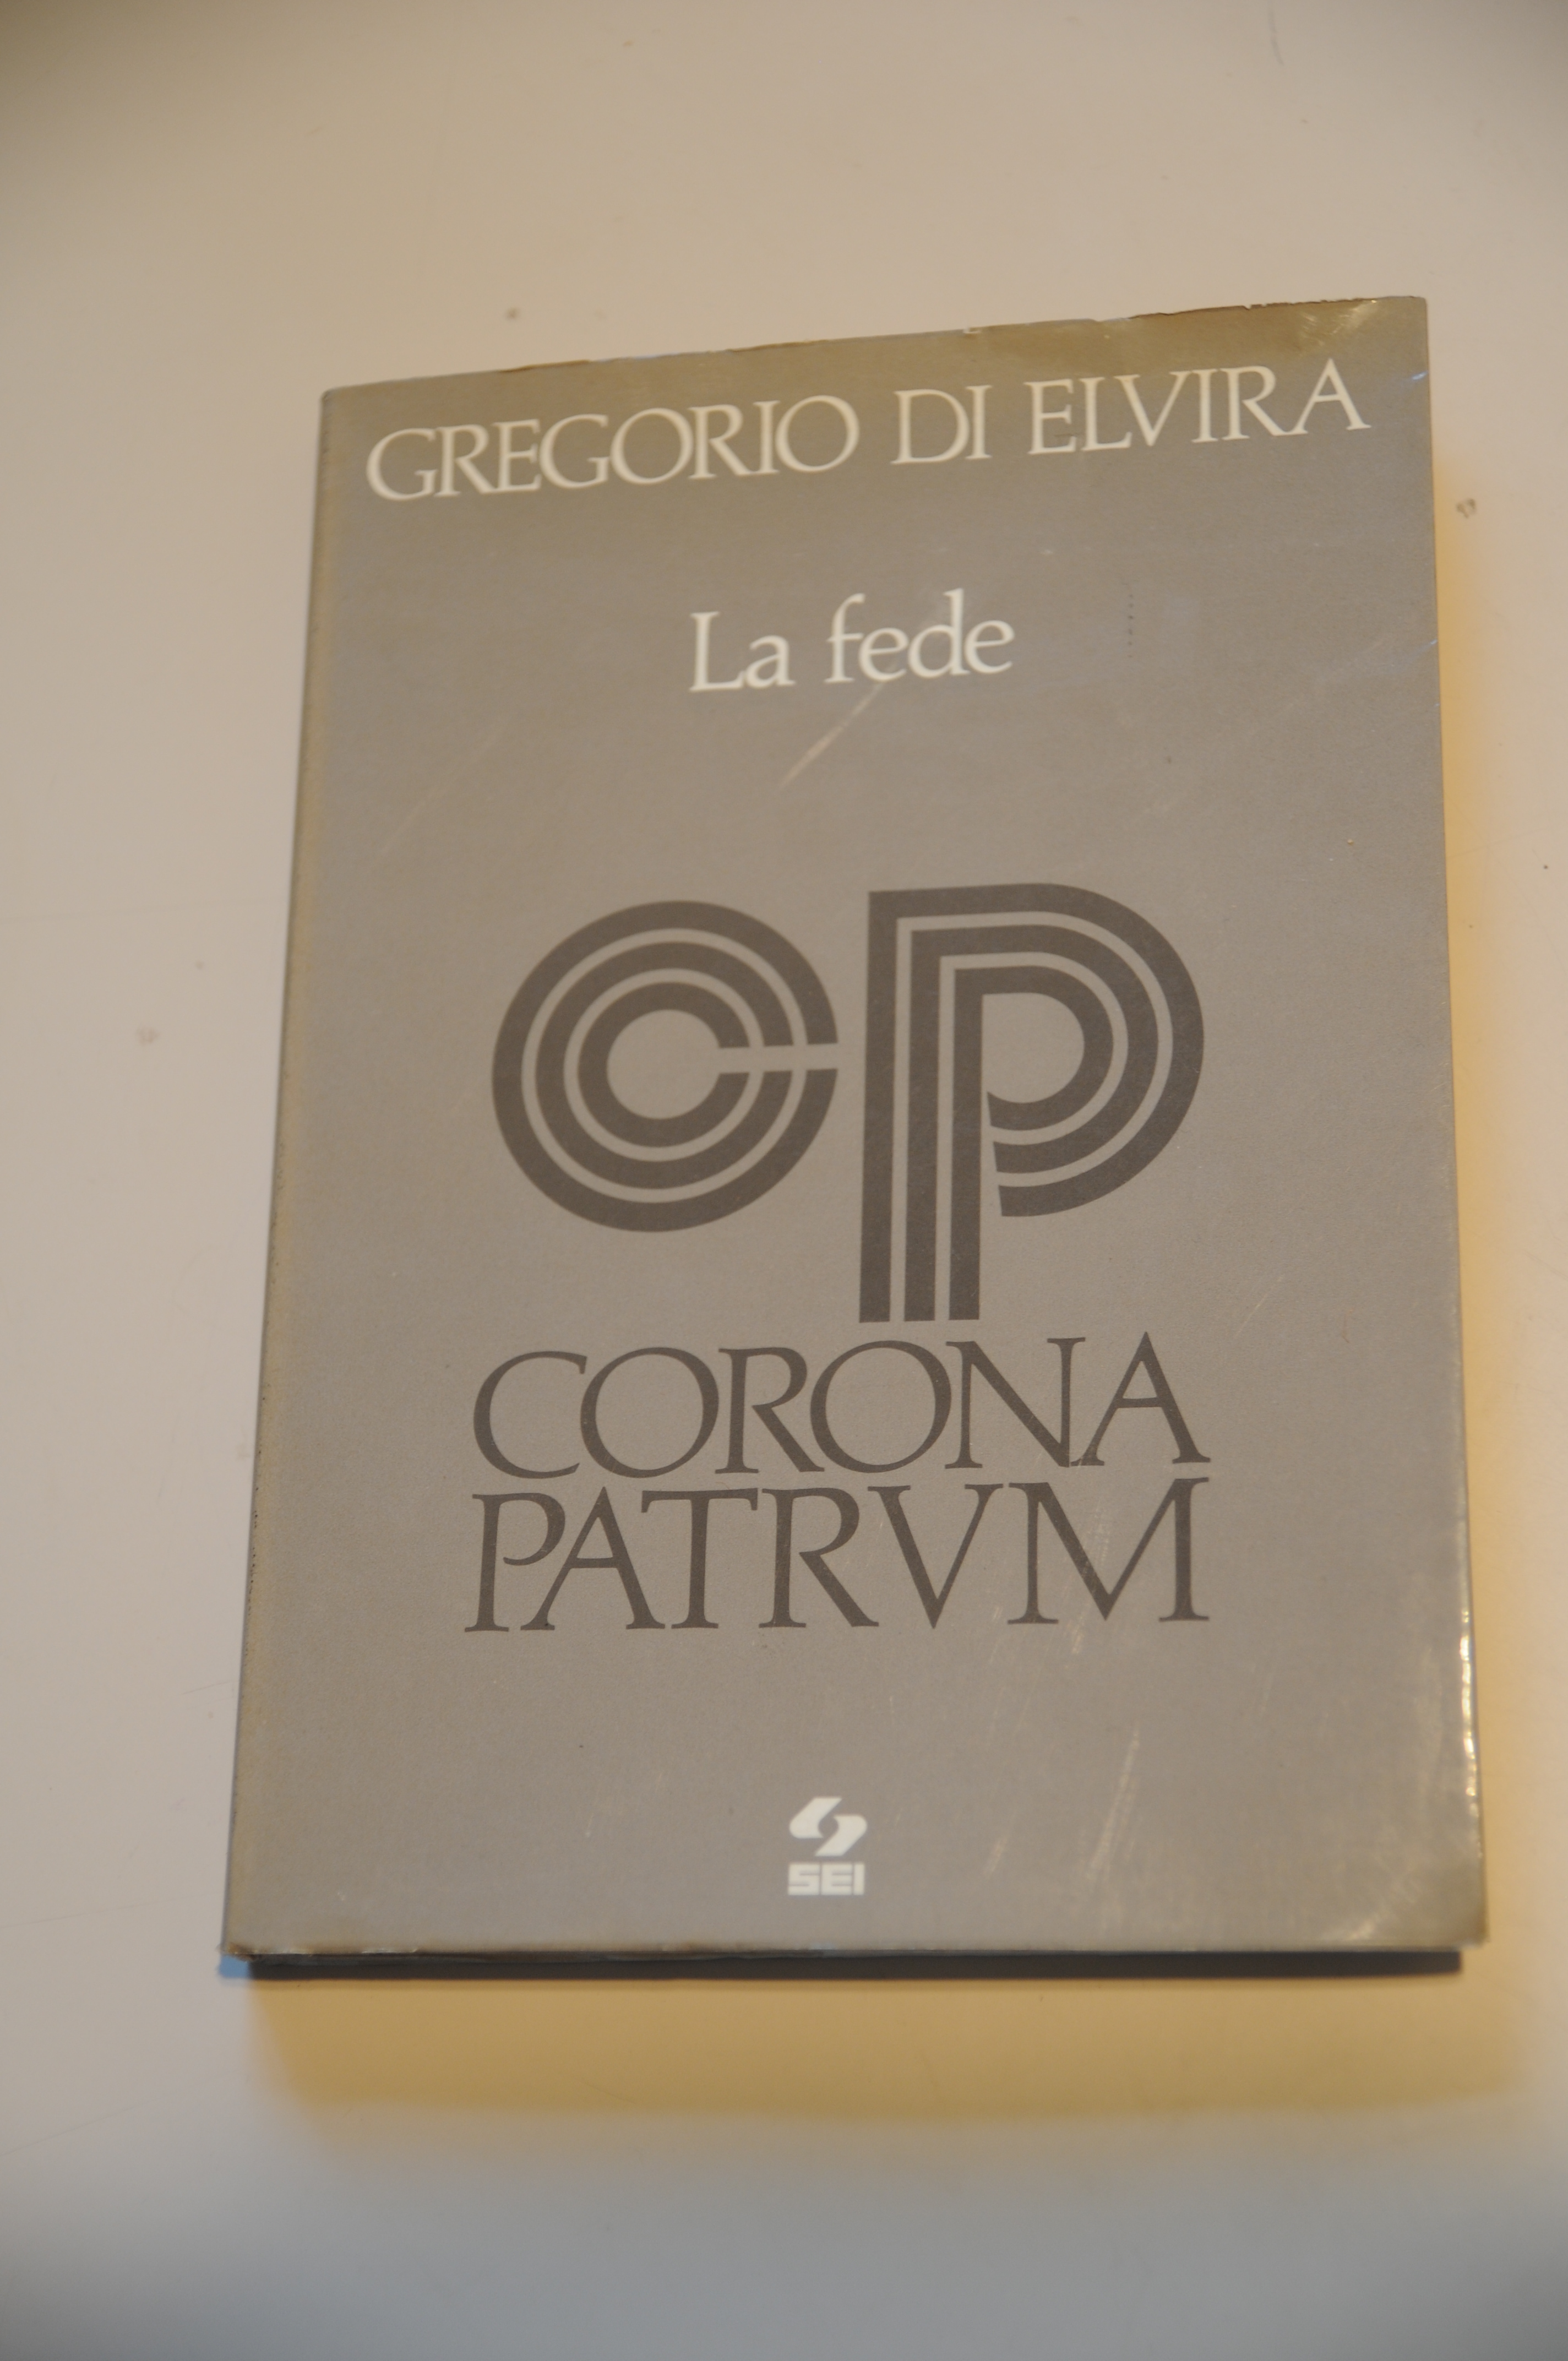 GREGORIO DI ELVIRA
La fede
CP
CORONA
PATRVM
SEI